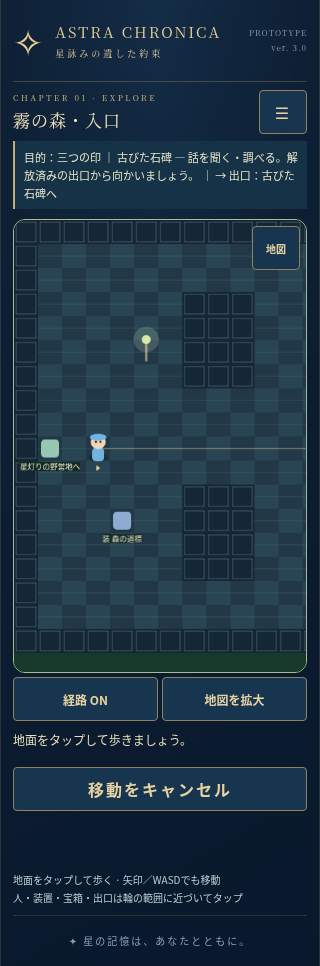 ASTRA CHRONICA
星詠みの遺した約束
PROTOTYPE
ver. 3.0
CHAPTER 01 · EXPLORE
霧の森・入口
☰
目的：三つの印 ｜ 古びた石碑 — 話を聞く・調べる。解
放済みの出口から向かいましょう。 ｜ → 出口：古びた
石碑へ
地図
星灯りの野営地へ
装 森の道標
経路 ON
地図を拡大
地面をタップして歩きましょう。
移動をキャンセル
地面をタップして歩く · 矢印／WASDでも移動
人・装置・宝箱・出口は輪の範囲に近づいてタップ
✦ 星の記憶は、あなたとともに。